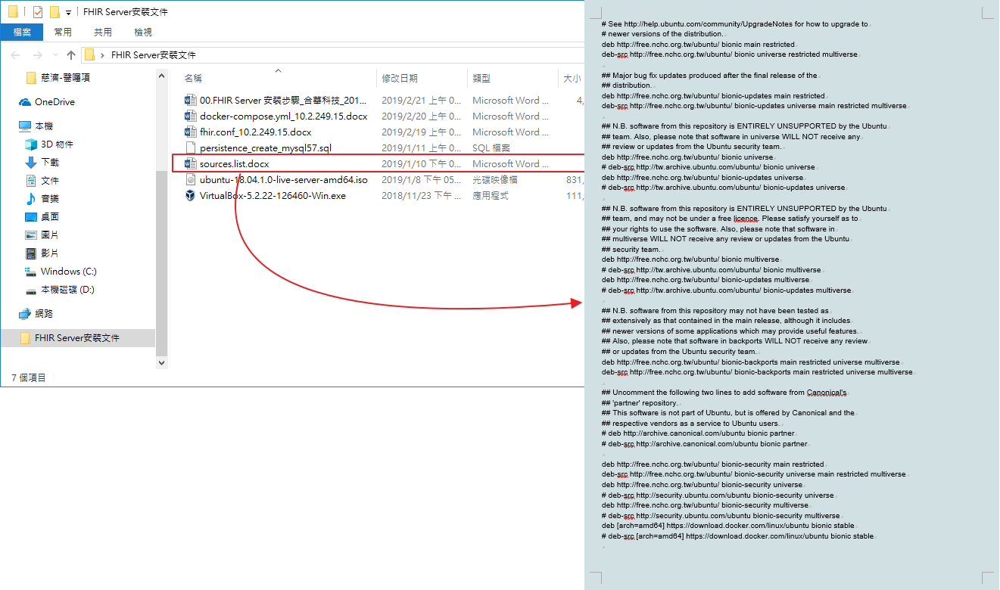 FHIR Server安裝文件
檔案 常用 共用 檢視
FHIR Server安裝文件
慈濟-醫囑項
OneDrive
本機
3D 物件
下載
文件
音樂
桌面
圖片
影片
Windows (C:)
本機磁碟 (D:)
網路
FHIR Server安裝文件
7 個項目
名稱 修改日期 類型 大小
00.FHIR Server 安裝步驟_合華科技_201... 2019/2/21 上午 0... Microsoft Word ... 4,
docker-compose.yml_10.2.249.15.docx 2019/2/20 上午 0... Microsoft Word ...
fhir.conf_10.2.249.15.docx 2019/2/19 上午 0... Microsoft Word ...
persistence_create_mysql57.sql 2019/1/11 上午 0... SQL 檔案
sources.list.docx 2019/1/10 下午 0... Microsoft Word ...
ubuntu-18.04.1.0-live-server-amd64.iso 2019/1/8 下午 05... 光碟映像檔 831,
VirtualBox-5.2.22-126460-Win.exe 2018/11/23 下午 ... 應用程式 111,
# See http://help.ubuntu.com/community/UpgradeNotes for how to upgrade to
# newer versions of the distribution.
deb http://free.nchc.org.tw/ubuntu/ bionic main restricted
deb-src http://free.nchc.org.tw/ubuntu/ bionic universe restricted multiverse
## Major bug fix updates produced after the final release of the
## distribution.
deb http://free.nchc.org.tw/ubuntu/ bionic-updates main restricted
deb-src http://free.nchc.org.tw/ubuntu/ bionic-updates universe main restricted multiverse
## N.B. software from this repository is ENTIRELY UNSUPPORTED by the Ubuntu
## team. Also, please note that software in universe WILL NOT receive any
## review or updates from the Ubuntu security team.
deb http://free.nchc.org.tw/ubuntu/ bionic universe
# deb-src http://tw.archive.ubuntu.com/ubuntu/ bionic universe
deb http://free.nchc.org.tw/ubuntu/ bionic-updates universe
# deb-src http://tw.archive.ubuntu.com/ubuntu/ bionic-updates universe
## N.B. software from this repository is ENTIRELY UNSUPPORTED by the Ubuntu
## team, and may not be under a free licence. Please satisfy yourself as to
## your rights to use the software. Also, please note that software in
## multiverse WILL NOT receive any review or updates from the Ubuntu
## security team.
deb http://free.nchc.org.tw/ubuntu/ bionic multiverse
# deb-src http://tw.archive.ubuntu.com/ubuntu/ bionic multiverse
deb http://free.nchc.org.tw/ubuntu/ bionic-updates multiverse
# deb-src http://tw.archive.ubuntu.com/ubuntu/ bionic-updates multiverse
## N.B. software from this repository may not have been tested as
## extensively as that contained in the main release, although it includes
## newer versions of some applications which may provide useful features.
## Also, please note that software in backports WILL NOT receive any review
## or updates from the Ubuntu security team.
deb http://free.nchc.org.tw/ubuntu/ bionic-backports main restricted universe multiverse
deb-src http://free.nchc.org.tw/ubuntu/ bionic-backports main restricted universe multiverse
## Uncomment the following two lines to add software from Canonical's
## 'partner' repository.
## This software is not part of Ubuntu, but is offered by Canonical and the
## respective vendors as a service to Ubuntu users.
# deb http://archive.canonical.com/ubuntu bionic partner
# deb-src http://archive.canonical.com/ubuntu bionic partner
deb http://free.nchc.org.tw/ubuntu/ bionic-security main restricted
deb-src http://free.nchc.org.tw/ubuntu/ bionic-security universe main restricted multiverse
deb http://free.nchc.org.tw/ubuntu/ bionic-security universe
# deb-src http://security.ubuntu.com/ubuntu bionic-security universe
deb http://free.nchc.org.tw/ubuntu/ bionic-security multiverse
# deb-src http://security.ubuntu.com/ubuntu bionic-security multiverse
deb [arch=amd64] https://download.docker.com/linux/ubuntu bionic stable
# deb-src [arch=amd64] https://download.docker.com/linux/ubuntu bionic stable